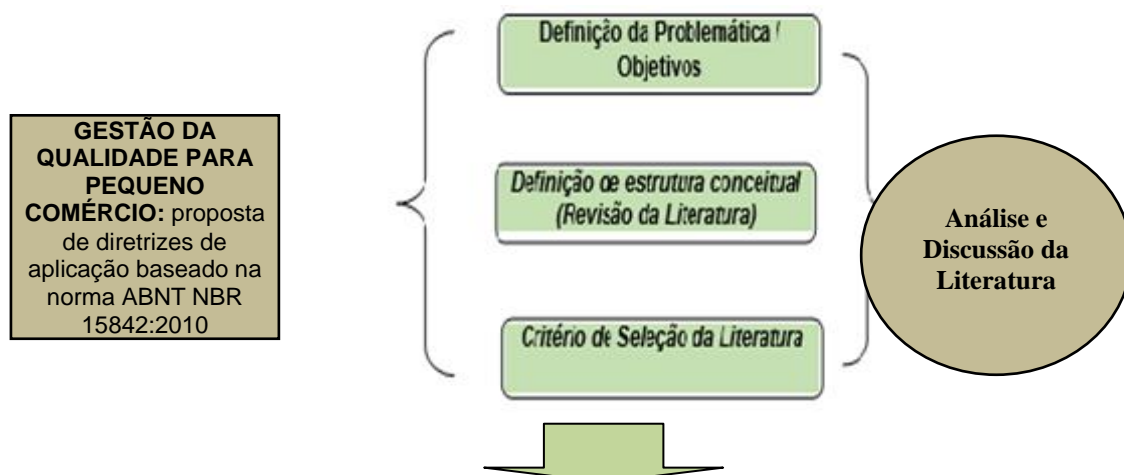 GESTÃO DA
QUALIDADE PARA
PEQUENO
COMÉRCIO: proposta
de diretrizes de
aplicação baseado na
norma ABNT NBR
15842:2010
Definição da Problemática /
Objetivos
Definição de estrutura conceitual
(Revisão da Literatura)
Critério de Seleção da Literatura
Análise e
Discussão da
Literatura